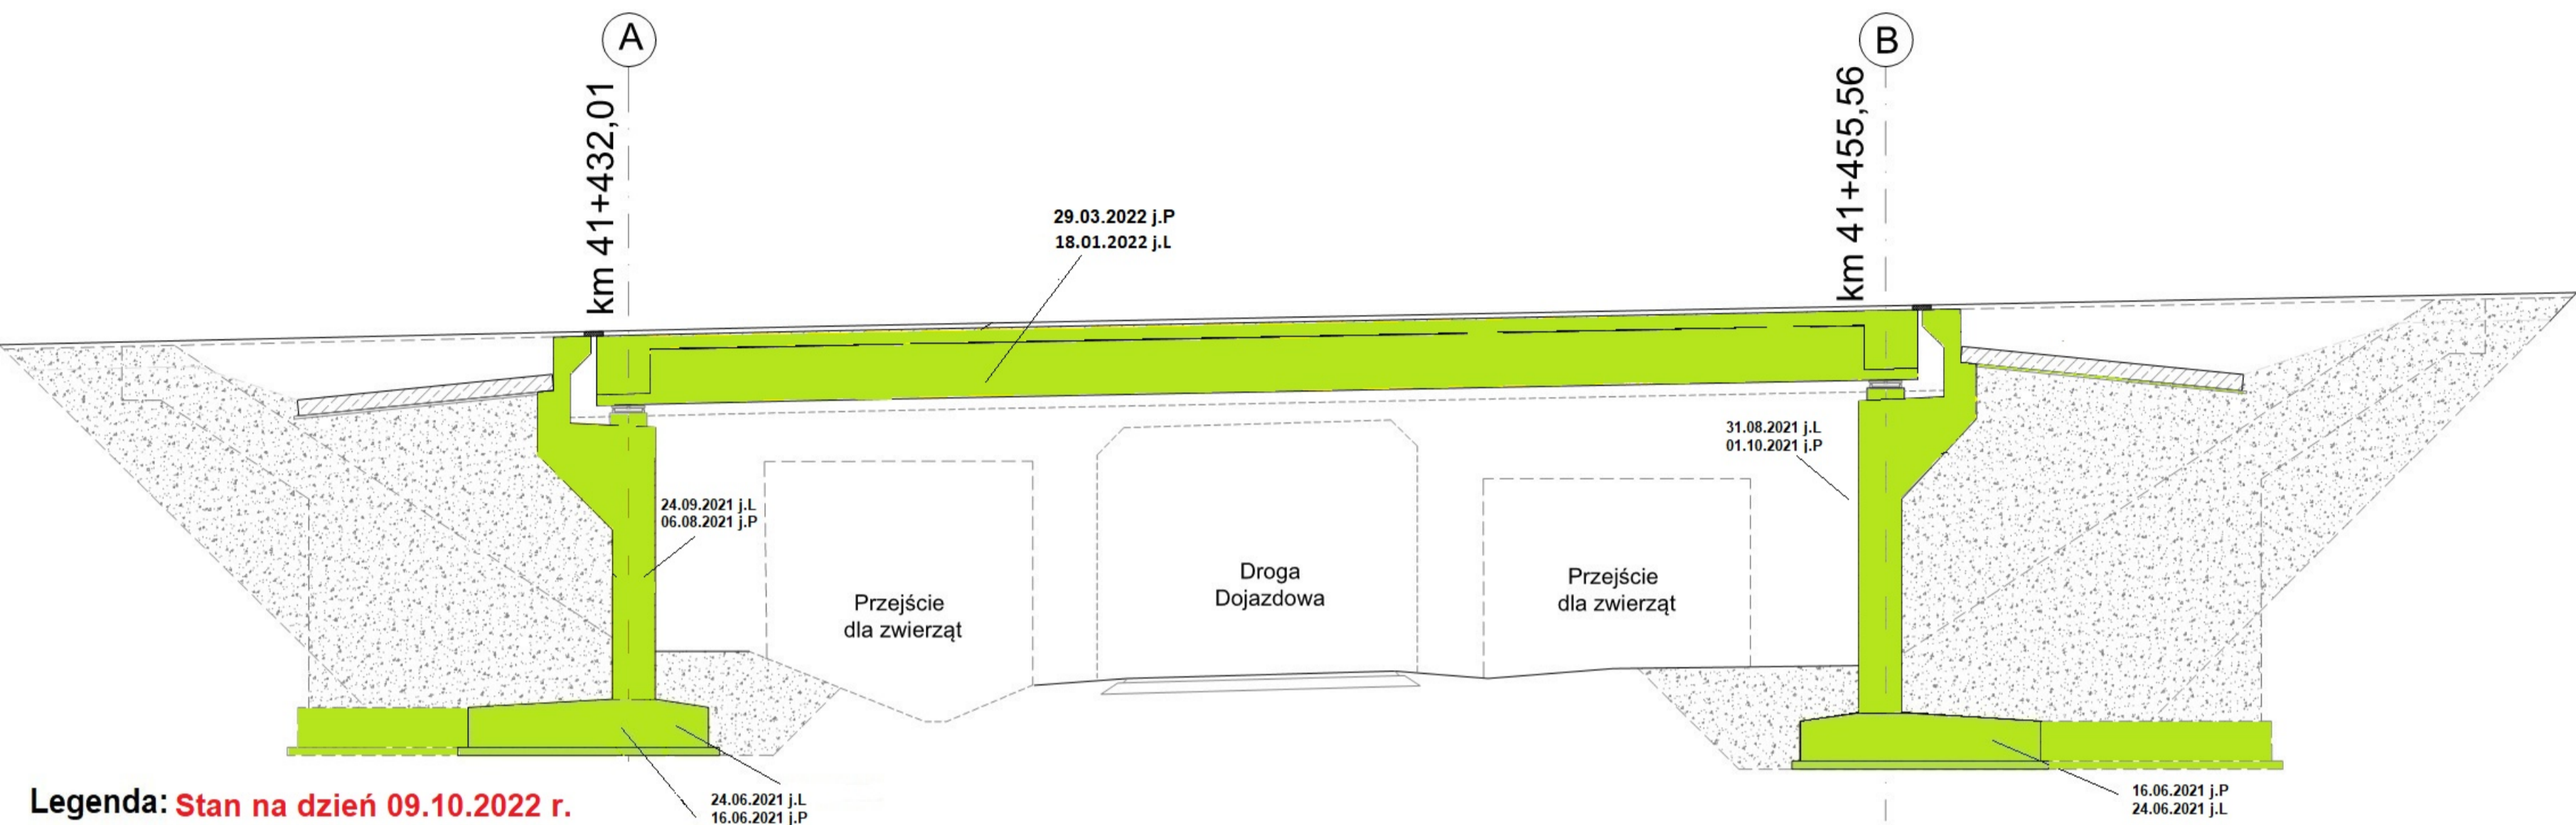 A
B
km 41+432,01
km 41+455,56
29.03.2022 j.P
18.01.2022 j.L
31.08.2021 j.L
01.10.2021 j.P
24.09.2021 j.L
06.08.2021 j.P
Przejście
dla zwierząt
Droga
Dojazdowa
Przejście
dla zwierząt
24.06.2021 j.L
16.06.2021 j.P
16.06.2021 j.P
24.06.2021 j.L
Legenda: Stan na dzień 09.10.2022 r.